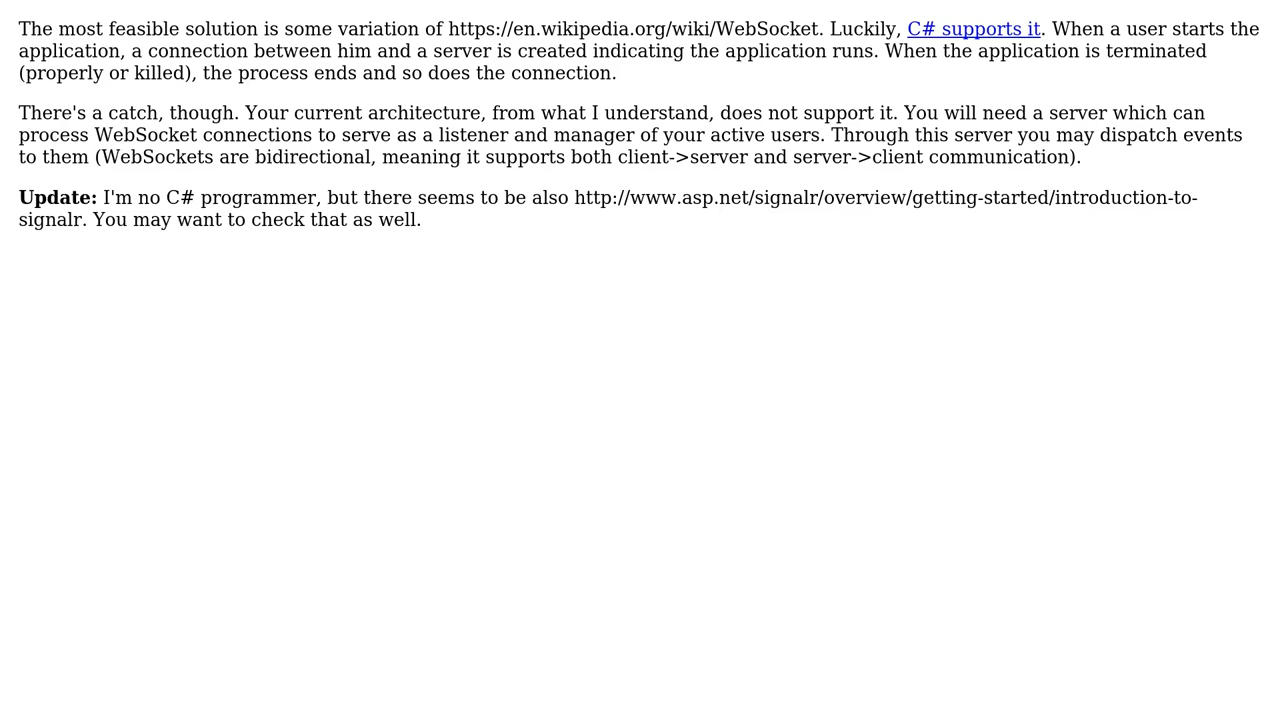 The most feasible solution is some variation of https://en.wikipedia.org/wiki/WebSocket. Luckily, C# supports it. When a user starts the
application, a connection between him and a server is created indicating the application runs. When the application is terminated
(properly or killed), the process ends and so does the connection.
There's a catch, though. Your current architecture, from what I understand, does not support it. You will need a server which can
process WebSocket connections to serve as a listener and manager of your active users. Through this server you may dispatch events
to them (WebSockets are bidirectional, meaning it supports both client->server and server->client communication).
Update: I'm no C# programmer, but there seems to be also http://www.asp.net/signalr/overview/getting-started/introduction-to-
signalr. You may want to check that as well.